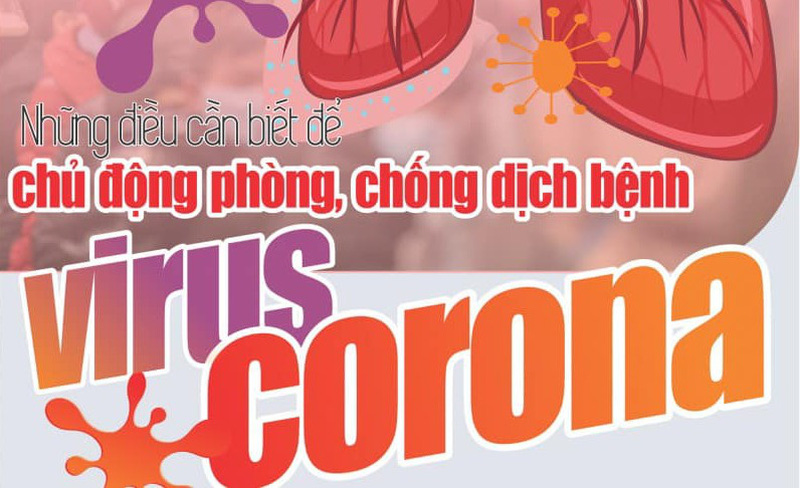 Những điều cần biết để
chủ động phòng, chống dịch bệnh
virus
corona